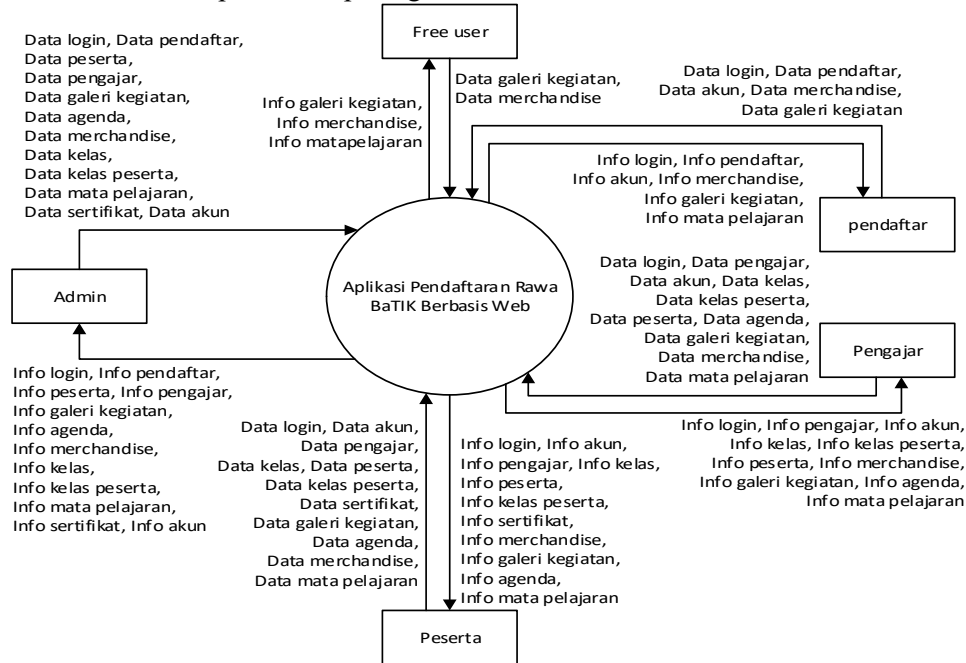 Free user
Data login, Data pendaftar,
Data peserta,
Data pengajar,
Data galeri kegiatan,
Data agenda,
Data merchandise,
Data kelas,
Data kelas peserta,
Data mata pelajaran,
Data sertifikat, Data akun
Info galeri kegiatan,
Info merchandise,
Info matapelajaran
Data galeri kegiatan,
Data merchandise
Data login, Data pendaftar,
Data akun, Data merchandise,
Data galeri kegiatan
Info login, Info pendaftar,
Info akun, Info merchandise,
Info galeri kegiatan,
Info mata pelajaran
pendaftar
Admin
Aplikasi Pendaftaran Rawa
BaTIK Berbasis Web
Data login, Data pengajar,
Data akun, Data kelas,
Data kelas peserta,
Data peserta, Data agenda,
Data galeri kegiatan,
Data merchandise,
Data mata pelajaran
Pengajar
Info login, Info pendaftar,
Info peserta, Info pengajar,
Info galeri kegiatan,
Info agenda,
Info merchandise,
Info kelas,
Info kelas peserta,
Info mata pelajaran,
Info sertifikat, Info akun
Data login, Data akun,
Data pengajar,
Data kelas, Data peserta,
Data kelas peserta,
Data sertifikat,
Data galeri kegiatan,
Data agenda,
Data merchandise,
Data mata pelajaran
Info login, Info akun,
Info pengajar, Info kelas,
Info peserta,
Info kelas peserta,
Info sertifikat,
Info merchandise,
Info galeri kegiatan,
Info agenda,
Info mata pelajaran
Info login, Info pengajar, Info akun,
Info kelas, Info kelas peserta,
Info peserta, Info merchandise,
Info galeri kegiatan, Info agenda,
Info mata pelajaran
Peserta